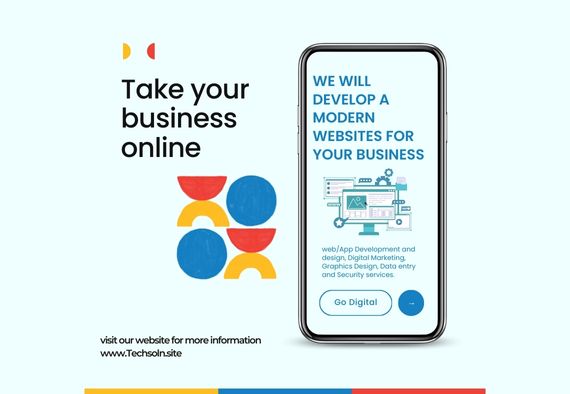 Take your
business
online
visit our website for more information
www.Techsoln.site
WE WILL
DEVELOP A
MODERN
WEBSITES FOR
YOUR BUSINESS
web/App Development and
design, Digital Marketing,
Graphics Design, Data entry
and Security services
Go Digital
→